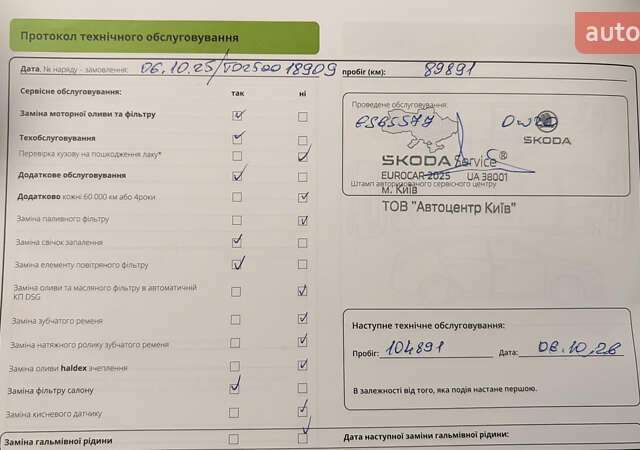 auto
Протокол технічного обслуговування
Дата, № наряду – замовлення: 06.10.25/ТО2500 18909 пробіг (км): 89891
Сервісне обслуговування: так ні
Заміна моторної оливи та фільтру
Техобслуговування
Перевірка кузову на пошкодження лаку*
Додаткове обслуговування
Додатково кожні 60 000 км або 4роки
Заміна паливного фільтру
Заміна свічок запалення
Заміна елементу повітряного фільтру
Заміна оливи та масляного фільтру в автоматичній
КП DSG
Заміна зубчатого ременя
Заміна натяжного ролику зубчатого ременя
Заміна оливи haldex зчеплення
Заміна фільтру салону
Заміна кисневого датчику
Заміна гальмівної рідини
Проведене обслуговування:
SKODA
SKODA Service®
EUROCAR 2025 UA 38001
Штамп авторизованого сервісного центру
м. Київ
ТОВ "Автоцентр Київ"
Наступне технічне обслуговування:
Пробіг: 104891 Дата: 06.10.26
В залежності від того, яка подія настане першою.
Дата наступної заміни гальмівної рідини: